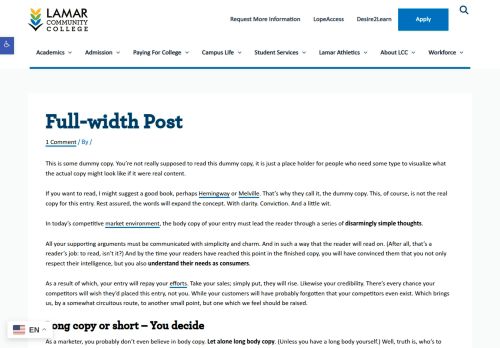 LAMAR
COMMUNITY
COLLEGE
Request More Information LopeAccess Desire2Learn Apply
Academics Admission Paying For College Campus Life Student Services Lamar Athletics About LCC Workforce
Full-width Post
1 Comment / By /
This is some dummy copy. You're not really supposed to read this dummy copy, it is just a place holder for people who need some type to visualize what
the actual copy might look like if it were real content.
If you want to read, I might suggest a good book, perhaps Hemingway or Melville. That's why they call it, the dummy copy. This, of course, is not the real
copy for this entry. Rest assured, the words will expand the concept. With clarity. Conviction. And a little wit.
In today's competitive market environment, the body copy of your entry must lead the reader through a series of disarmingly simple thoughts.
All your supporting arguments must be communicated with simplicity and charm. And in such a way that the reader will read on. (After all, that's a
reader's job: to read, isn't it?) And by the time your readers have reached this point in the finished copy, you will have convinced them that you not only
respect their intelligence, but you also understand their needs as consumers.
As a result of which, your entry will repay your efforts. Take your sales; simply put, they will rise. Likewise your credibility. There's every chance your
competitors will wish they'd placed this entry, not you. While your customers will have probably forgotten that your competitors even exist. Which brings
us, by a somewhat circuitous route, to another small point, but one which we feel should be raised.
Long copy or short – You decide
As a marketer, you probably don't even believe in body copy. Let alone long body copy. (Unless you have a long body yourself.) Well, truth is, who's to
EN